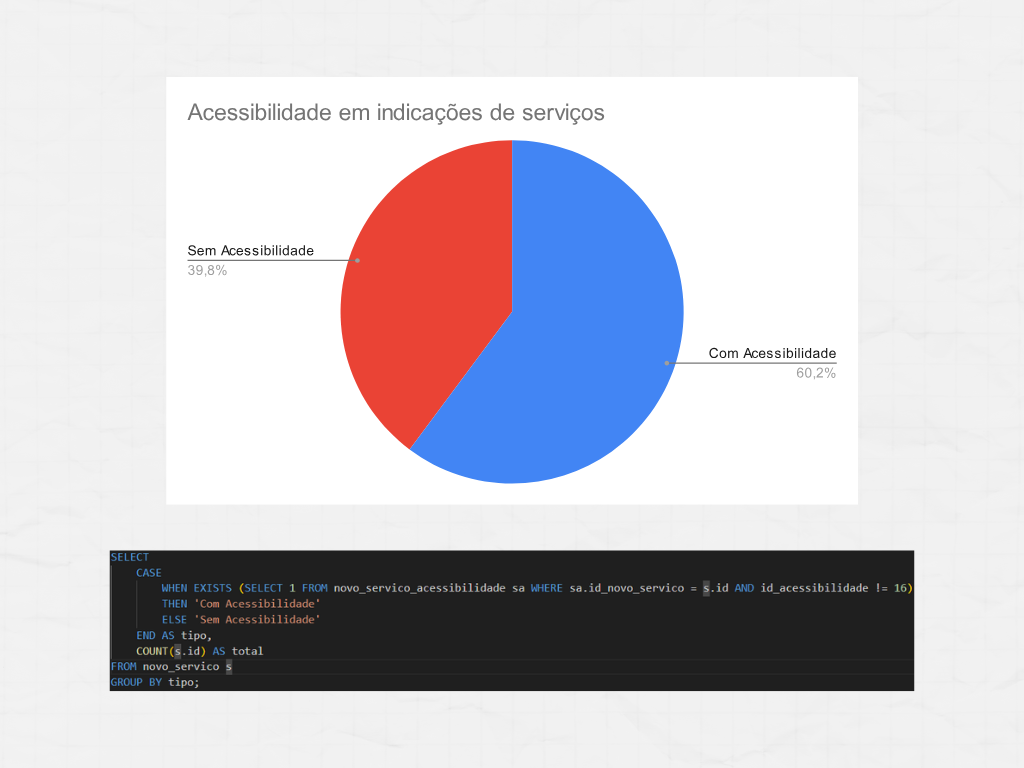 Acessibilidade em indicações de serviços
Sem Acessibilidade
39,8%
Com Acessibilidade
60,2%
SELECT
CASE
WHEN EXISTS (SELECT 1 FROM novo_servico_acessibilidade sa WHERE sa.id_novo_servico = s.id AND id_acessibilidade != 16)
THEN 'Com Acessibilidade'
ELSE 'Sem Acessibilidade'
END AS tipo,
COUNT(s.id) AS total
FROM novo_servico s
GROUP BY tipo;